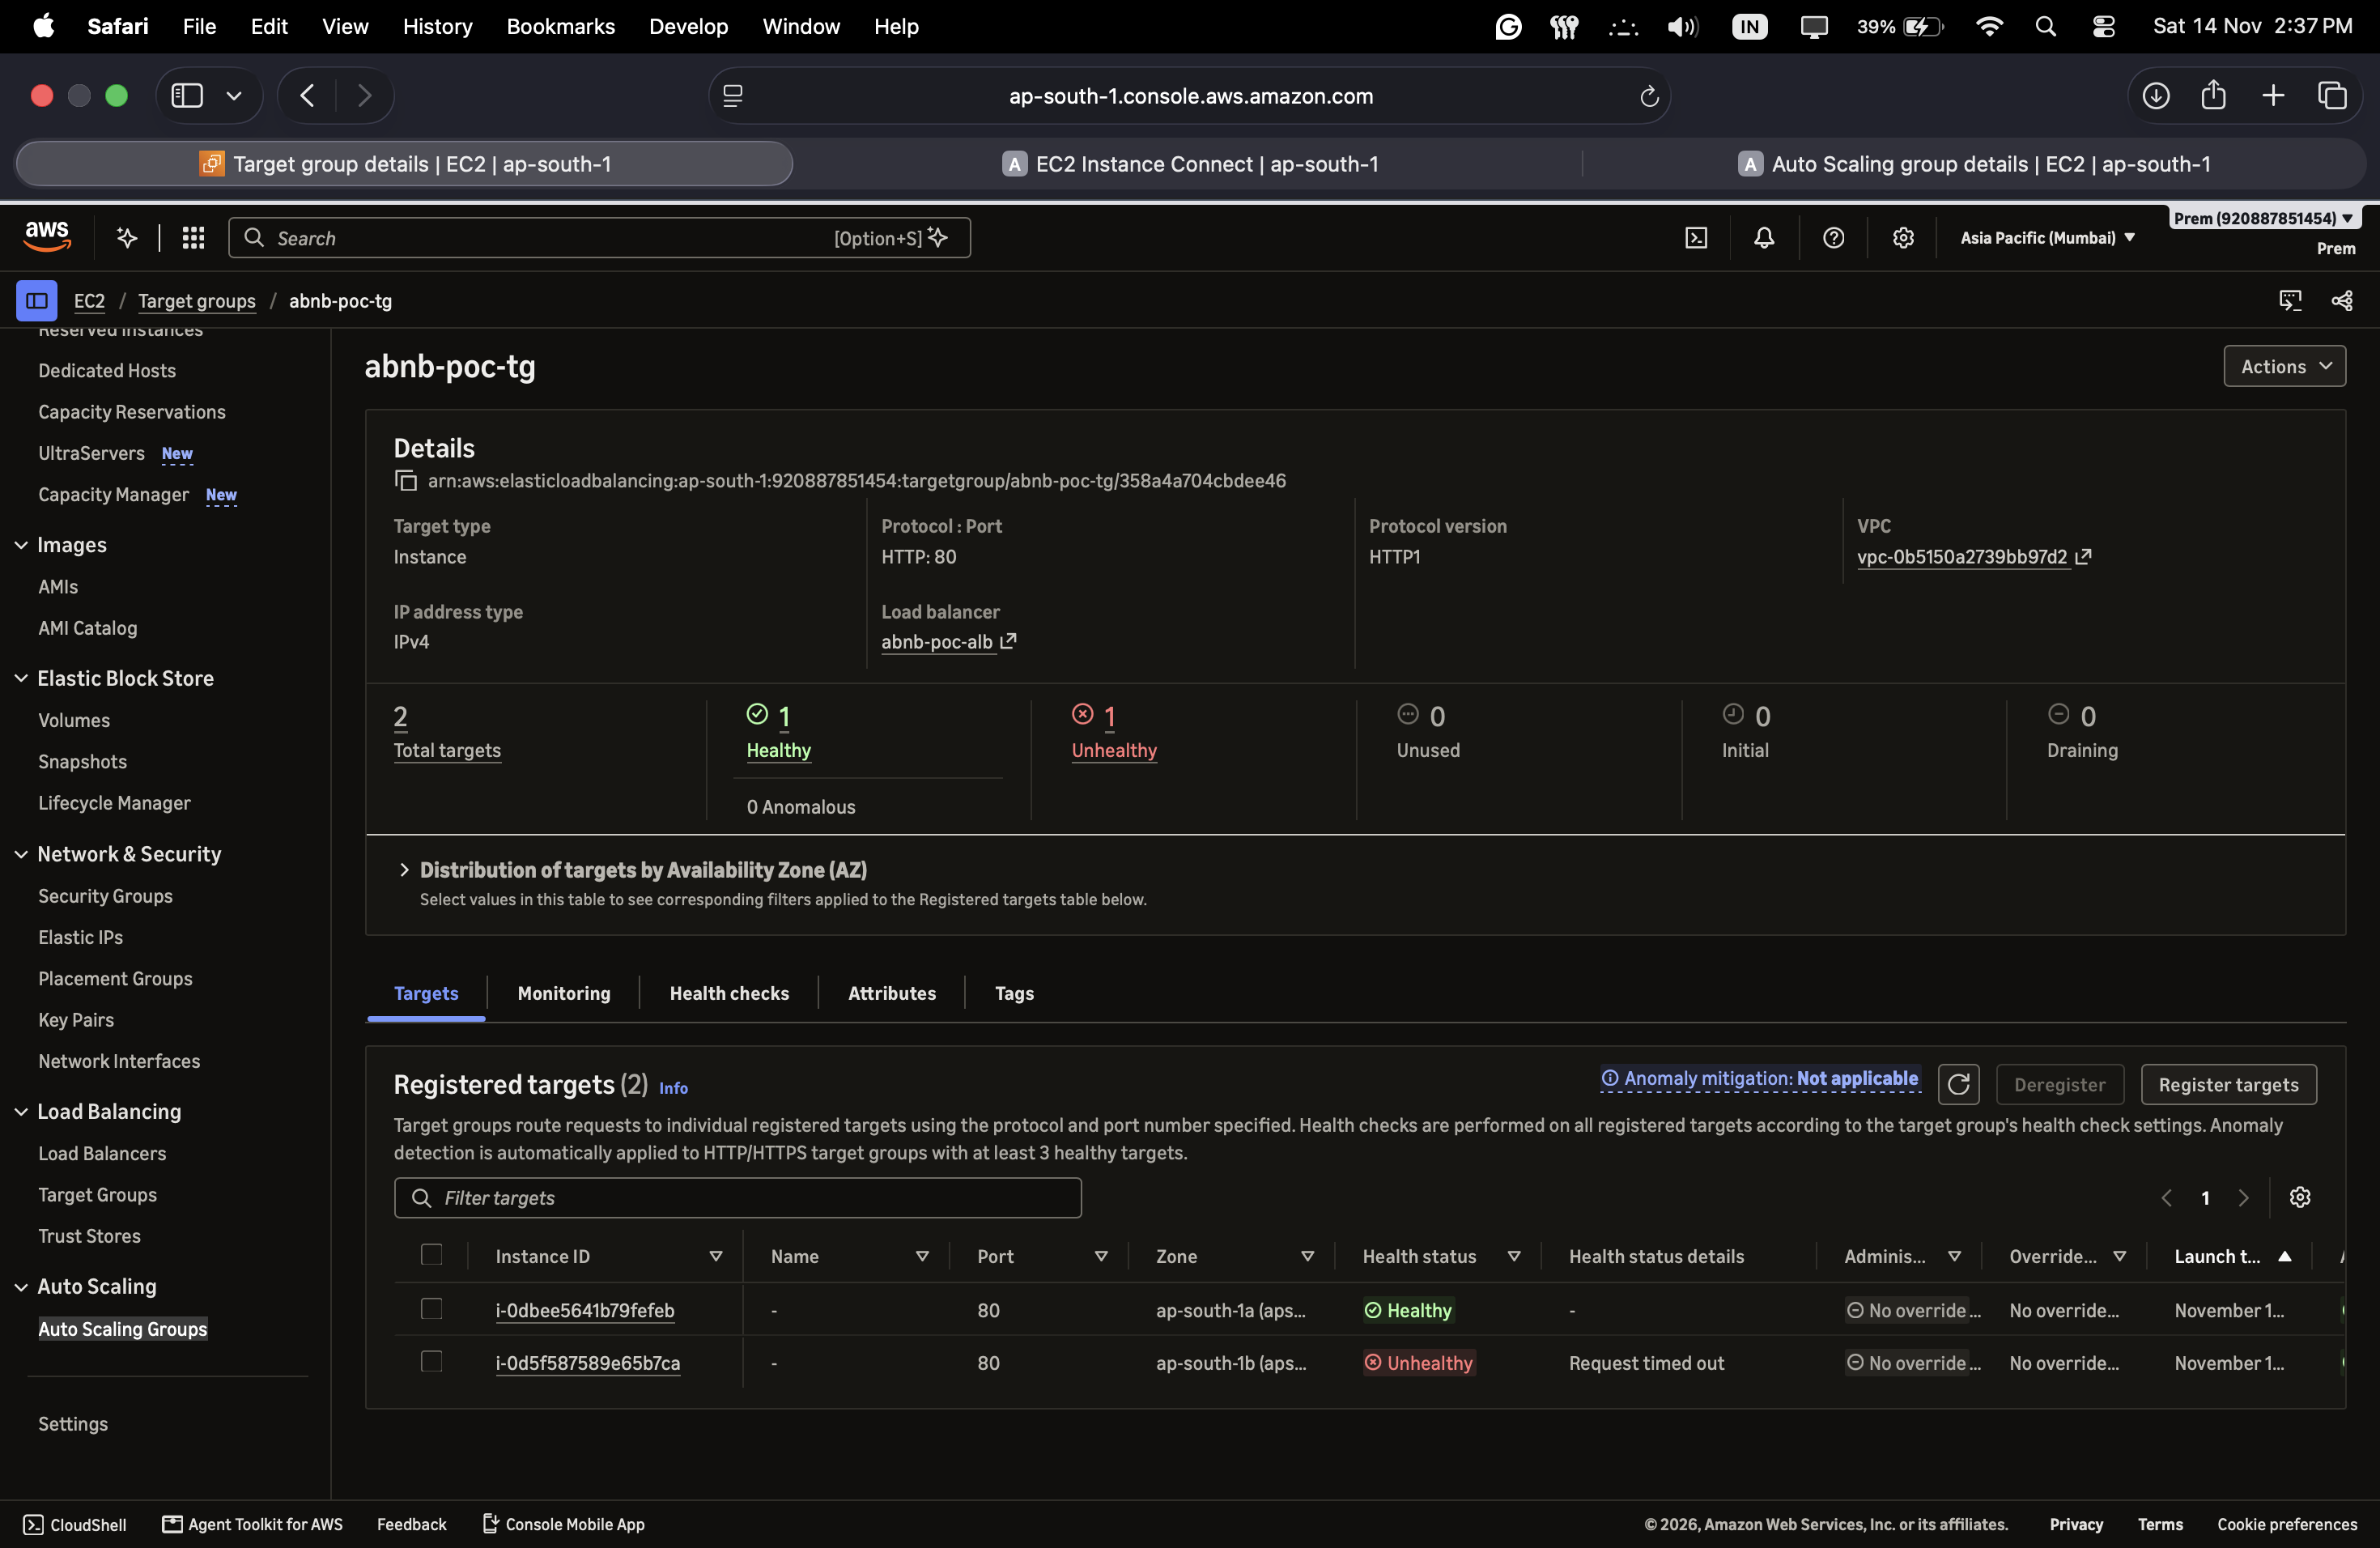 Safari File Edit View History Bookmarks Develop Window Help IN 39% Sat 14 Nov 2:37 PM
ap-south-1.console.aws.amazon.com
Target group details | EC2 | ap-south-1
A EC2 Instance Connect | ap-south-1
A Auto Scaling group details | EC2 | ap-south-1
aws Search [Option+S] Asia Pacific (Mumbai) Prem (920887851454)
Prem
EC2 / Target groups / abnb-poc-tg
Reserved Instances
Dedicated Hosts
Capacity Reservations
UltraServers New
Capacity Manager New
Images
AMIs
AMI Catalog
Elastic Block Store
Volumes
Snapshots
Lifecycle Manager
Network & Security
Security Groups
Elastic IPs
Placement Groups
Key Pairs
Network Interfaces
Load Balancing
Load Balancers
Target Groups
Trust Stores
Auto Scaling
Auto Scaling Groups
Settings
abnb-poc-tg
Actions
Details
arn:aws:elasticloadbalancing:ap-south-1:920887851454:targetgroup/abnb-poc-tg/358a4a704cbdee46
Target type
Instance
Protocol : Port
HTTP: 80
Protocol version
HTTP1
VPC
vpc-0b5150a2739bb97d2
IP address type
IPv4
Load balancer
abnb-poc-alb
2
Total targets
1
Healthy
0 Anomalous
1
Unhealthy
0
Unused
0
Initial
0
Draining
Distribution of targets by Availability Zone (AZ)
Select values in this table to see corresponding filters applied to the Registered targets table below.
Targets Monitoring Health checks Attributes Tags
Registered targets (2) Info
Anomaly mitigation: Not applicable
Deregister
Register targets
Target groups route requests to individual registered targets using the protocol and port number specified. Health checks are performed on all registered targets according to the target group's health check settings. Anomaly
detection is automatically applied to HTTP/HTTPS target groups with at least 3 healthy targets.
Filter targets
1
Instance ID Name Port Zone Health status Health status details Adminis... Override... Launch t...
i-0dbee5641b79fefeb - 80 ap-south-1a (aps... Healthy - No override... No override... November 1...
i-0d5f587589e65b7ca - 80 ap-south-1b (aps... Unhealthy Request timed out No override... No override... November 1...
CloudShell Agent Toolkit for AWS Feedback Console Mobile App © 2026, Amazon Web Services, Inc. or its affiliates. Privacy Terms Cookie preferences